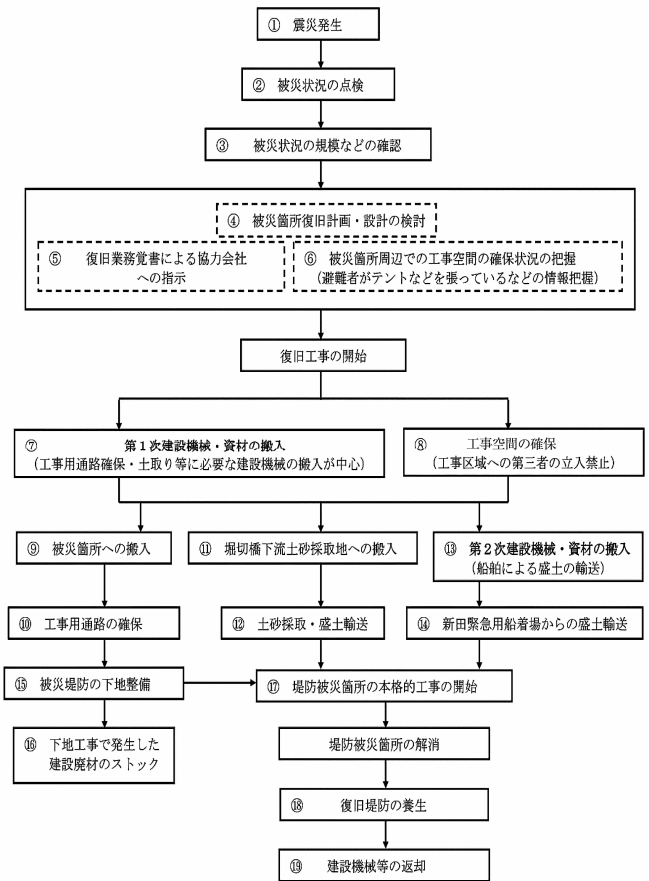 ① 震災発生
② 被災状況の点検
③ 被災状況の規模などの確認
④ 被災箇所復旧計画・設計の検討
⑤ 復旧業務覚書による協力会社
への指示
⑥ 被災箇所周辺での工事空間の確保状況の把握
(避難者がテントなどを張っているなどの情報把握)
復旧工事の開始
⑦ 第1次建設機械・資材の搬入
(工事用通路確保・土取り等に必要な建設機械の搬入が中心)
⑧ 工事空間の確保
(工事区域への第三者の立入禁止)
⑨ 被災箇所への搬入
⑪ 堀切橋下流土砂採取地への搬入
⑬ 第2次建設機械・資材の搬入
(船舶による盛土の輸送)
⑩ 工事用通路の確保
⑫ 土砂採取・盛土輸送
⑭ 新田緊急用船着場からの盛土輸送
⑮ 被災堤防の下地整備
⑰ 堤防被災箇所の本格的工事の開始
⑯ 下地工事で発生した
建設廃材のストック
堤防被災箇所の解消
⑱ 復旧堤防の養生
⑲ 建設機械等の返却